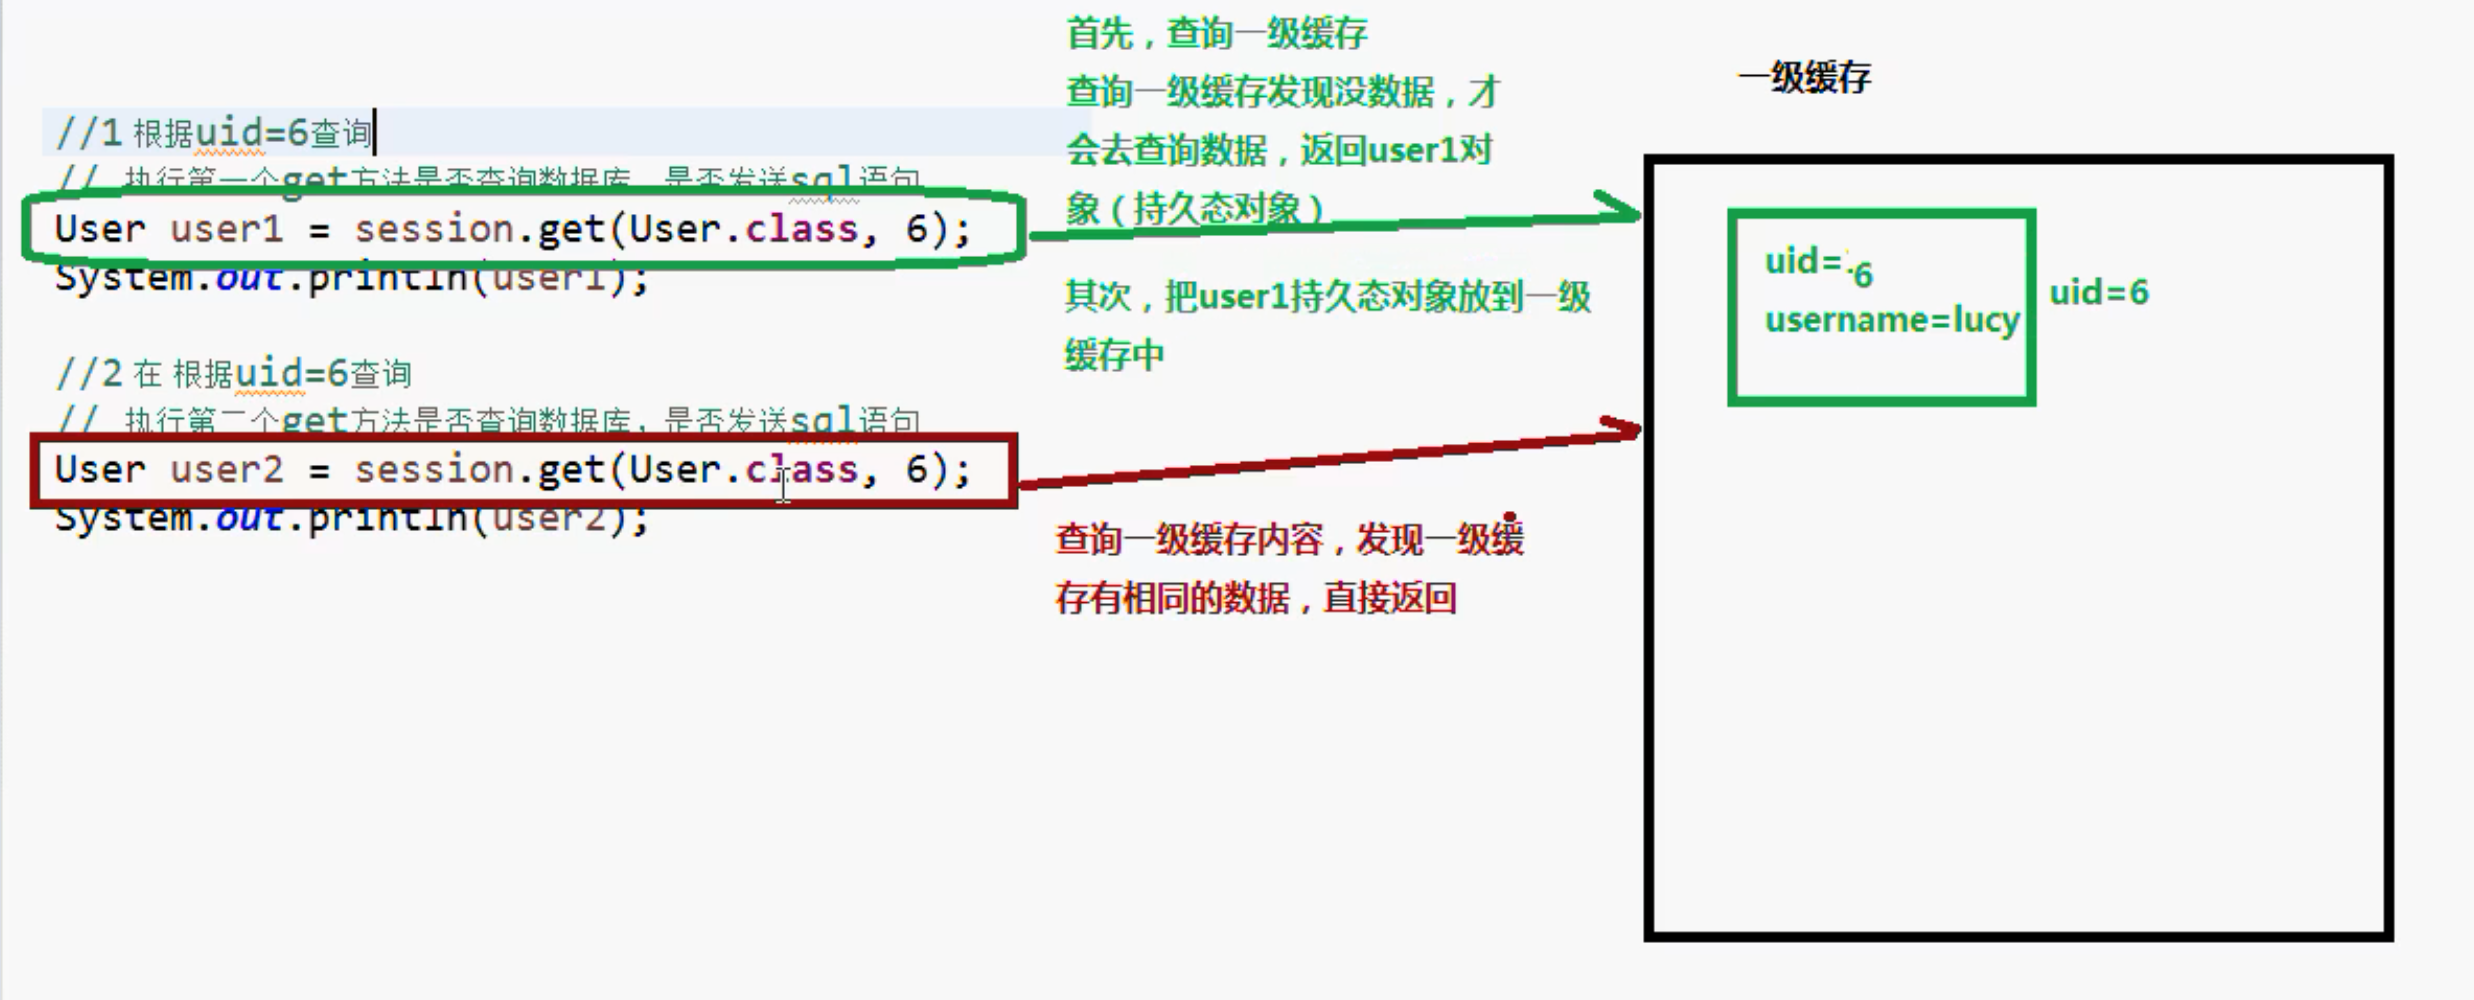 //1 根据uid=6查询
// 执行第一个get方法是否查询数据库，是否发送sql语句
User user1 = session.get(User.class, 6);
System.out.println(user1);
//2 在 根据uid=6查询
// 执行第二个get方法是否查询数据库，是否发送sql语句
User user2 = session.get(User.class, 6);
System.out.println(user2);
首先，查询一级缓存
查询一级缓存发现没数据，才
会去查询数据，返回user1对
象（持久态对象）
其次，把user1持久态对象放到一级
缓存中
查询一级缓存内容，发现一级缓
存有相同的数据，直接返回
一级缓存
uid=6
username=lucy
uid=6